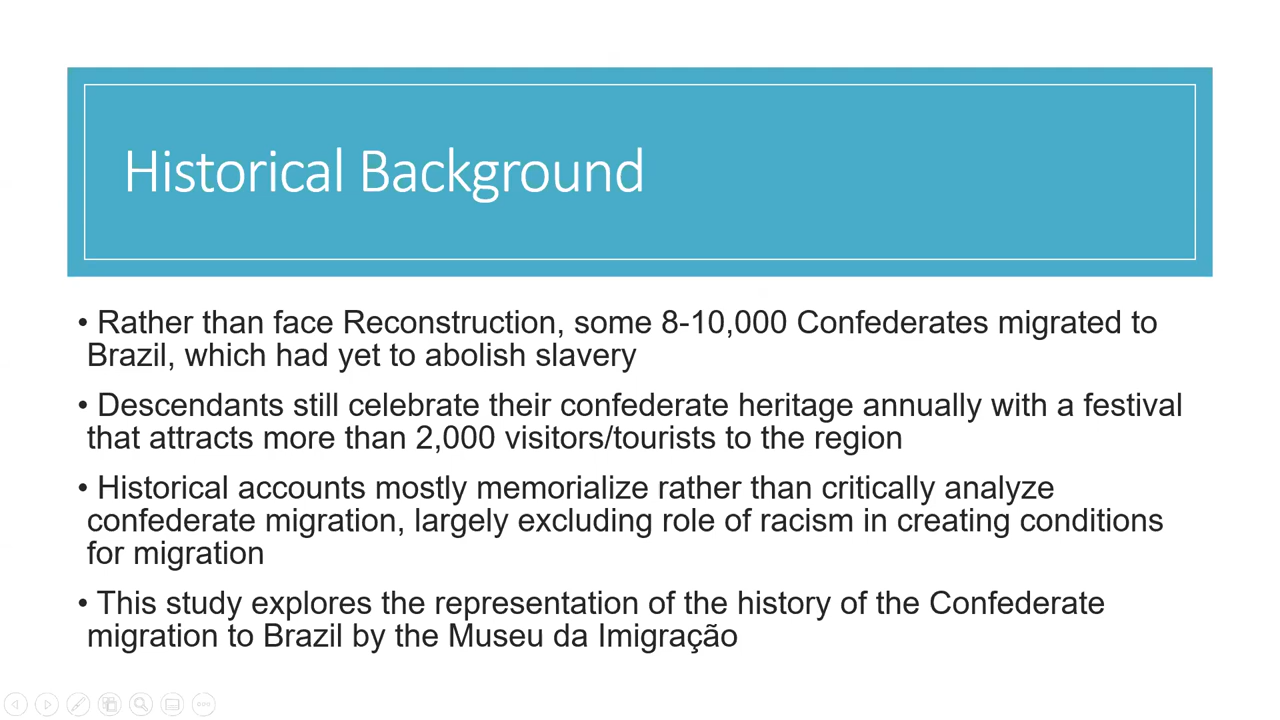 Historical Background
• Rather than face Reconstruction, some 8-10,000 Confederates migrated to
Brazil, which had yet to abolish slavery
• Descendants still celebrate their confederate heritage annually with a festival
that attracts more than 2,000 visitors/tourists to the region
• Historical accounts mostly memorialize rather than critically analyze
confederate migration, largely excluding role of racism in creating conditions
for migration
• This study explores the representation of the history of the Confederate
migration to Brazil by the Museu da Imigração